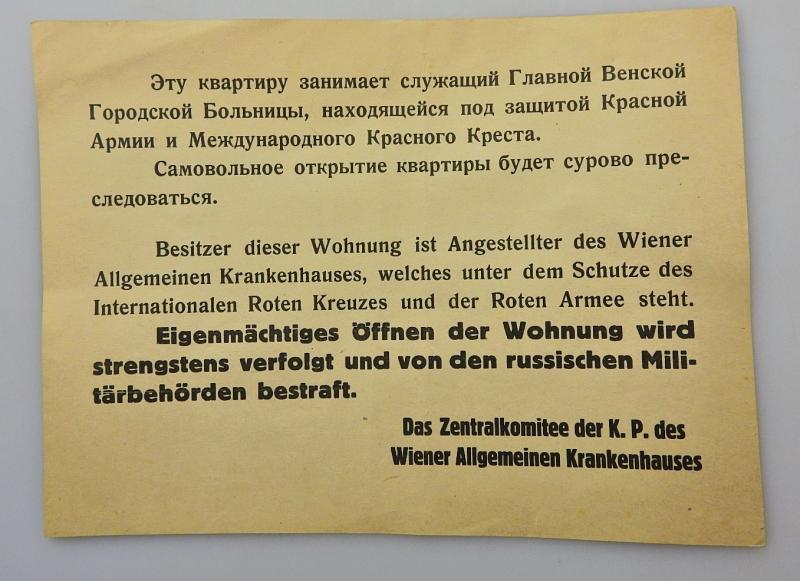 Эту квартиру занимает служащий Главной Венской
Городской Больницы, находящейся под защитой Красной
Армии и Международного Красного Креста.
Самовольное открытие квартиры будет сурово пре-
следоваться.
Besitzer dieser Wohnung ist Angestellter des Wiener
Allgemeinen Krankenhauses, welches unter dem Schutze des
Internationalen Roten Kreuzes und der Roten Armee steht.
Eigenmächtiges Öffnen der Wohnung wird
strengstens verfolgt und von den russischen Mili-
tärbehörden bestraft.
Das Zentralkomitee der K. P. des
Wiener Allgemeinen Krankenhauses